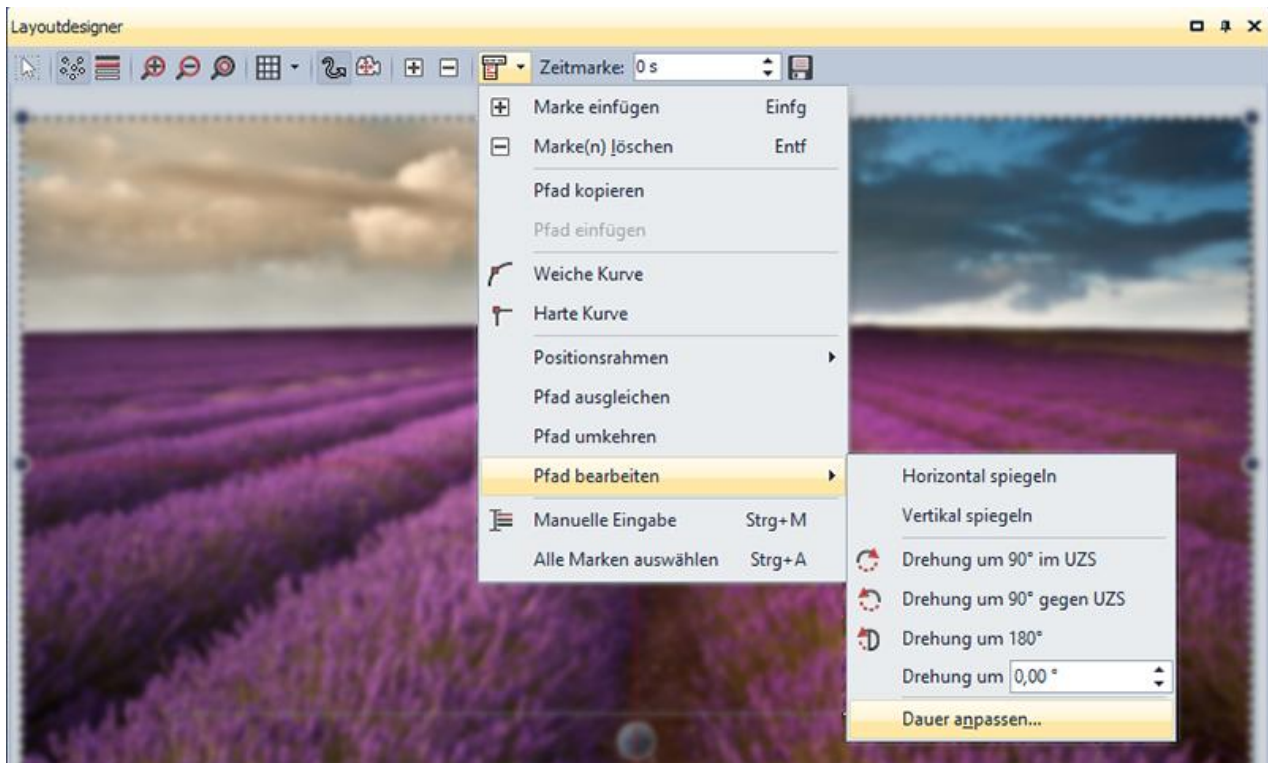 Layoutdesigner
Zeitmarke: 0 s
Marke einfügen Einfg
Marke(n) löschen Entf
Pfad kopieren
Pfad einfügen
Weiche Kurve
Harte Kurve
Positionsrahmen
Pfad ausgleichen
Pfad umkehren
Pfad bearbeiten
Manuelle Eingabe Strg+M
Alle Marken auswählen Strg+A
Horizontal spiegeln
Vertikal spiegeln
Drehung um 90° im UZS
Drehung um 90° gegen UZS
Drehung um 180°
Drehung um 0,00 °
Dauer anpassen...